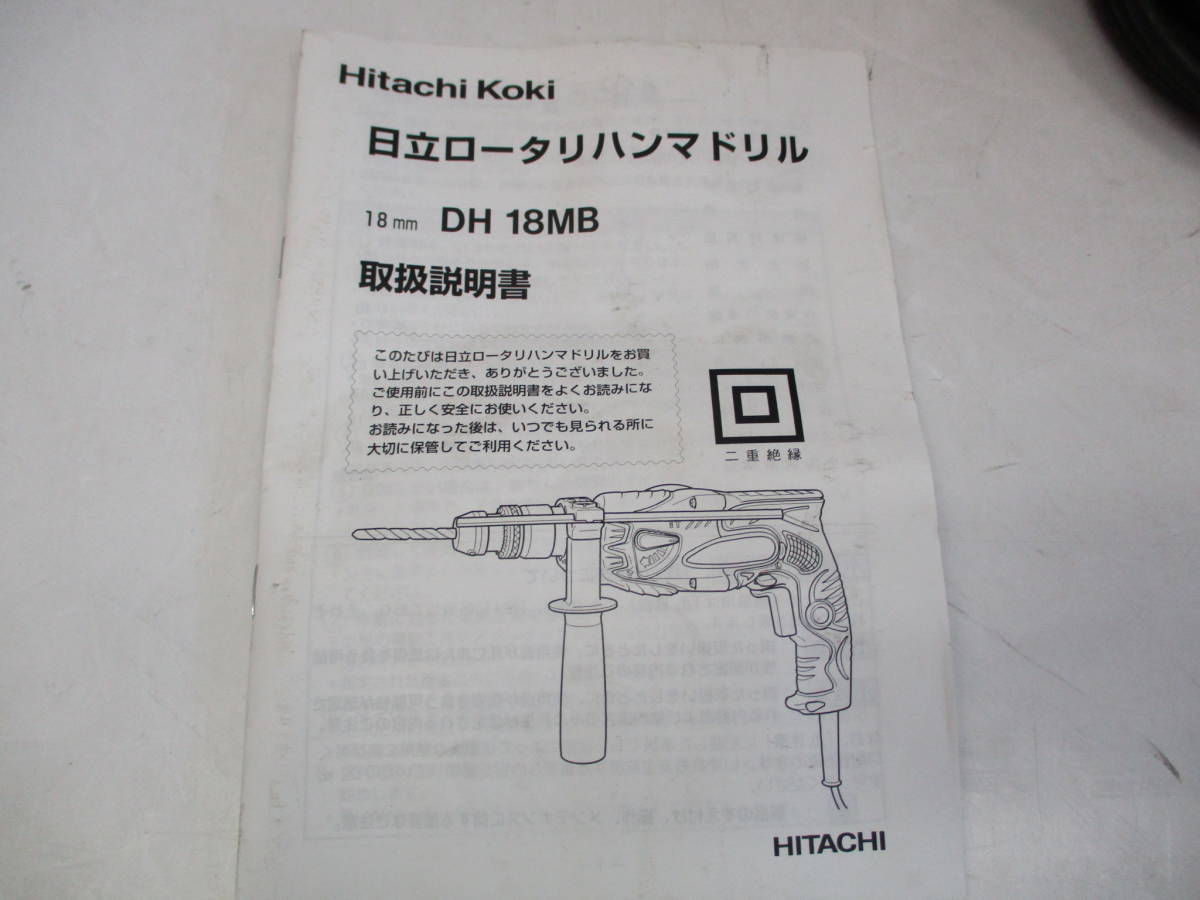 Hitachi Koki
日立ロータリハンマドリル
18 mm DH 18MB
取扱説明書
このたびは日立ロータリハンマドリルをお買
い上げいただき、ありがとうございました。
ご使用前にこの取扱説明書をよくお読みにな
り、正しく安全にお使いください。
お読みになった後は、いつでも見られる所に
大切に保管してご利用ください。
二重絶縁
HITACHI